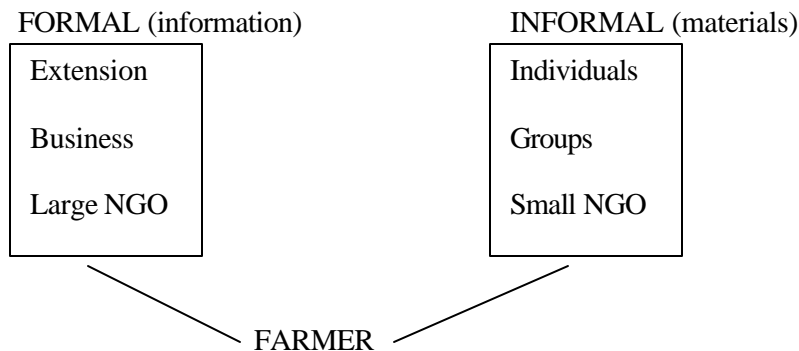 FORMAL (information)
Extension
Business
Large NGO
INFORMAL (materials)
Individuals
Groups
Small NGO
FARMER